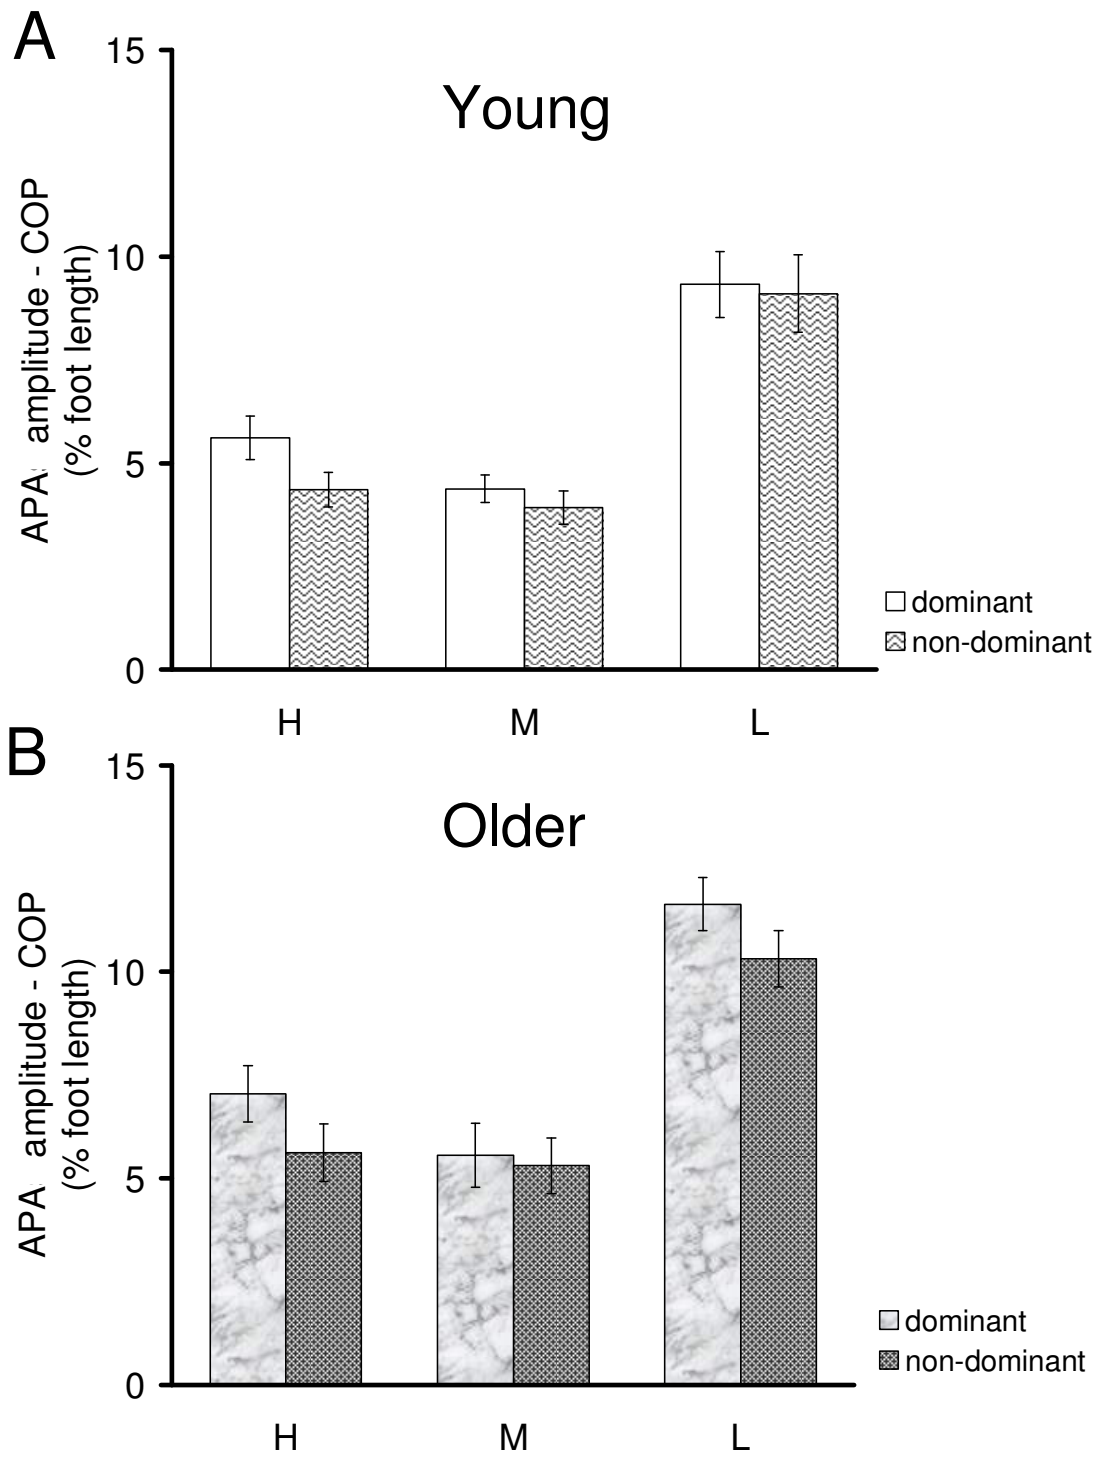 A
15
Young
10
5
0
APA amplitude - COP
(% foot length)
dominant
non-dominant
H M L
B
15
Older
10
5
0
APA amplitude - COP
(% foot length)
dominant
non-dominant
H M L